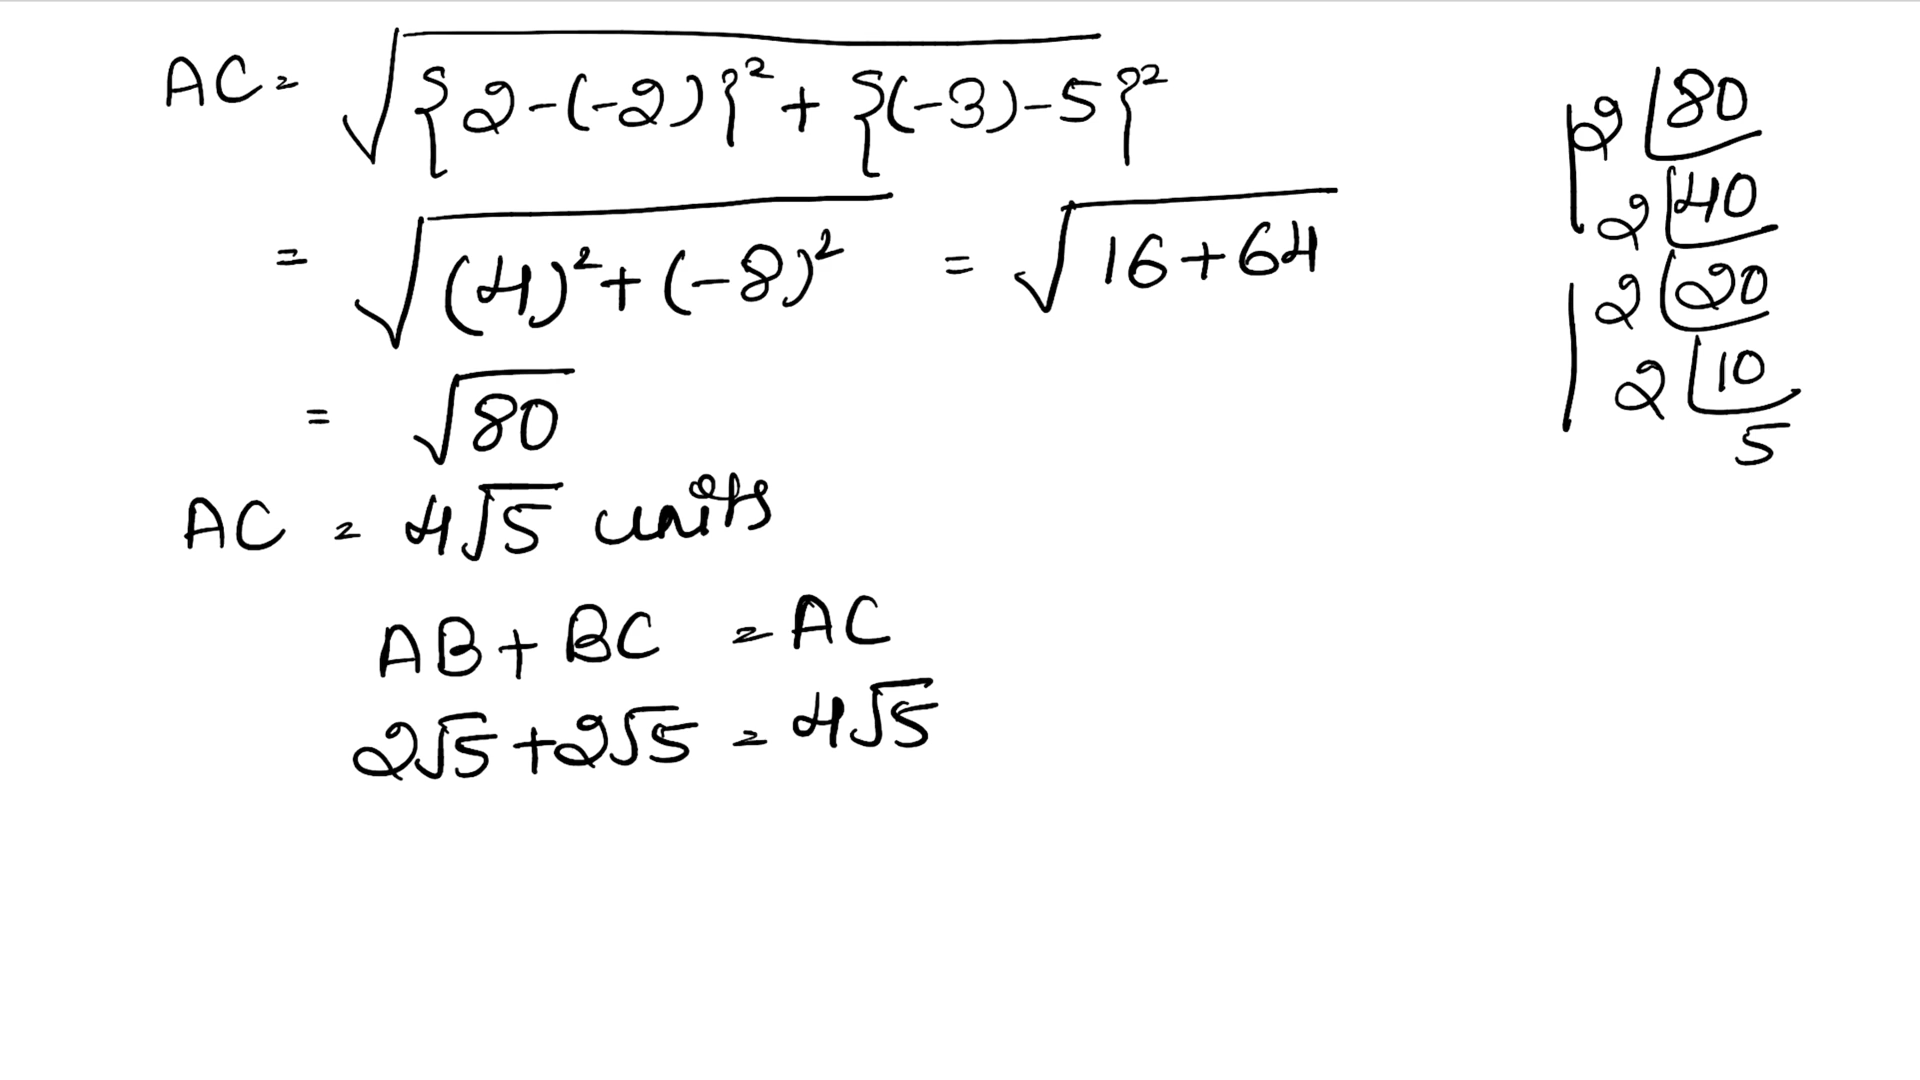 AC = √{2-(-2)}² + {(-3)-5}²
= √(4)²+(-8)² = √16+64
= √80
AC = 4√5 units
AB + BC = AC
2√5+2√5 = 4√5
2 80
2 40
2 20
2 10
5